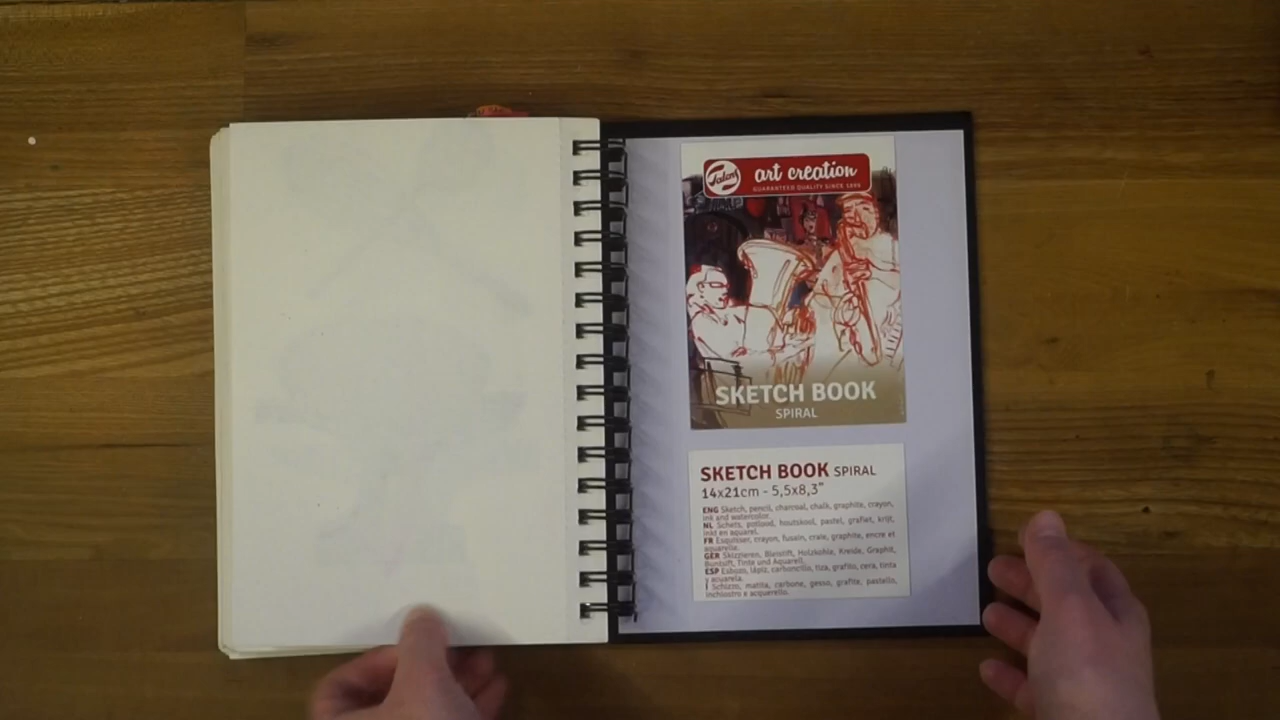 Talens
art creation
GUARANTEED QUALITY SINCE 1899
SKETCH BOOK
SPIRAL
SKETCH BOOK SPIRAL
14x21cm - 5,5x8,3"
ENG Sketch, pencil, charcoal, chalk, graphite, crayon,
ink and watercolor.
NL Schets, potlood, houtskool, pastel, grafiet, krijt,
inkt en aquarel.
FR Esquisser, crayon, fusain, craie, graphite, encre et
aquarelle.
GER Skizzieren, Bleistift, Holzkohle, Kreide, Graphit,
Buntstift, Tinte und Aquarell.
ESP Esbozo, lápiz, carboncillo, tiza, grafito, cera, tinta
y acuarela.
I Schizzo, matita, carbone, gesso, grafite, pastello,
inchiostro e acquerello.